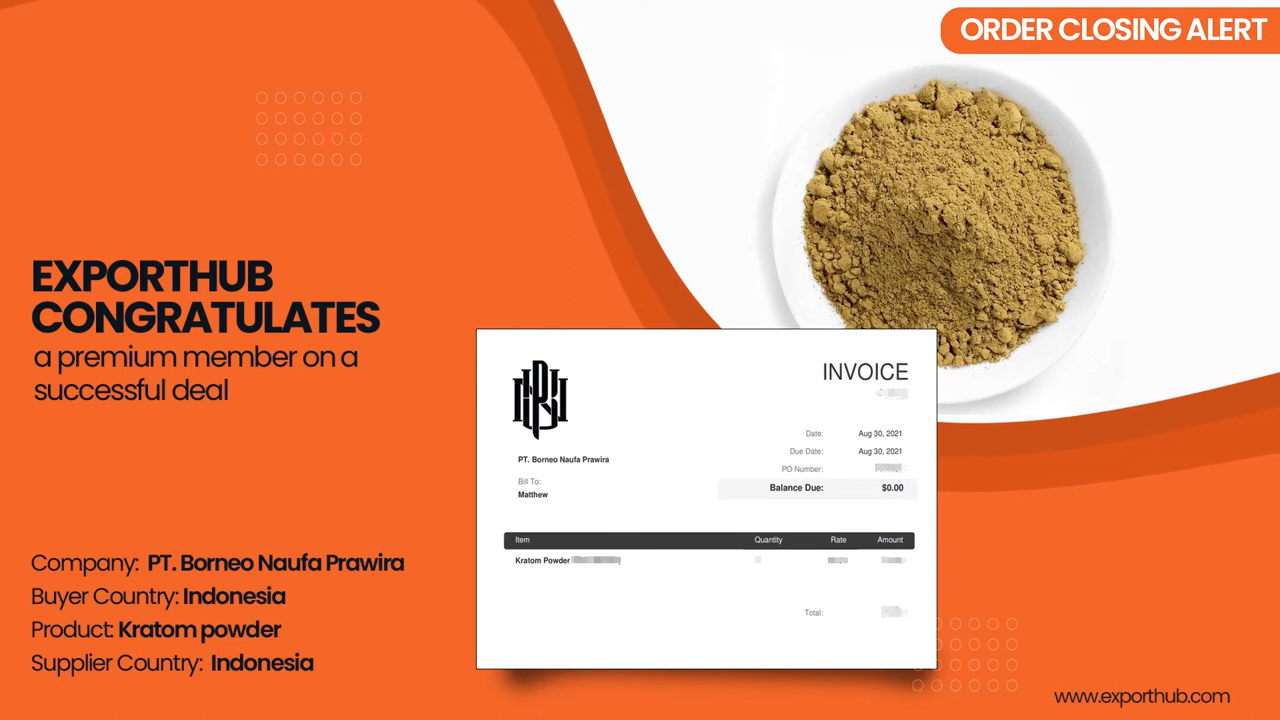 ORDER CLOSING ALERT
EXPORTHUB
CONGRATULATES
a premium member on a
successful deal
Company: PT. Borneo Naufa Prawira
Buyer Country: Indonesia
Product: Kratom powder
Supplier Country: Indonesia
INVOICE
PT. Borneo Naufa Prawira
Bill To:
Matthew
Date: Aug 30, 2021
Due Date: Aug 30, 2021
PO Number:
Balance Due: $0.00
Item Quantity Rate Amount
Kratom Powder
Total:
www.exporthub.com